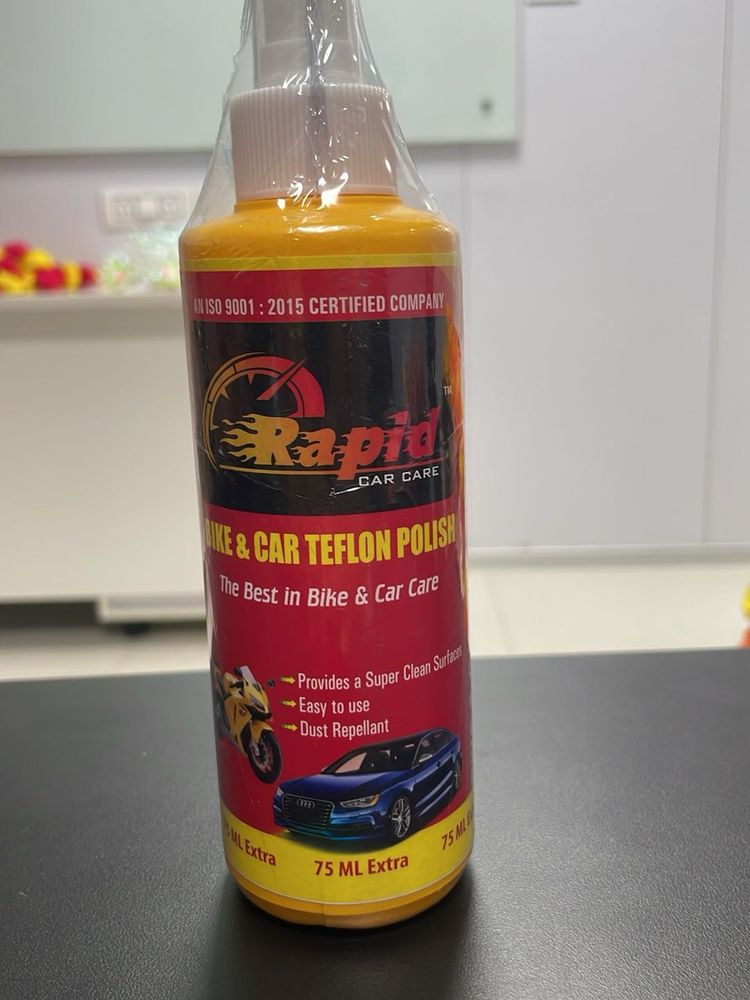 AN ISO 9001 : 2015 CERTIFIED COMPANY
TM
Rapid
CAR CARE
BIKE & CAR TEFLON POLISH
The Best in Bike & Car Care
Provides a Super Clean Surfaces
Easy to use
Dust Repellant
ML Extra
75 ML Extra
75 ML